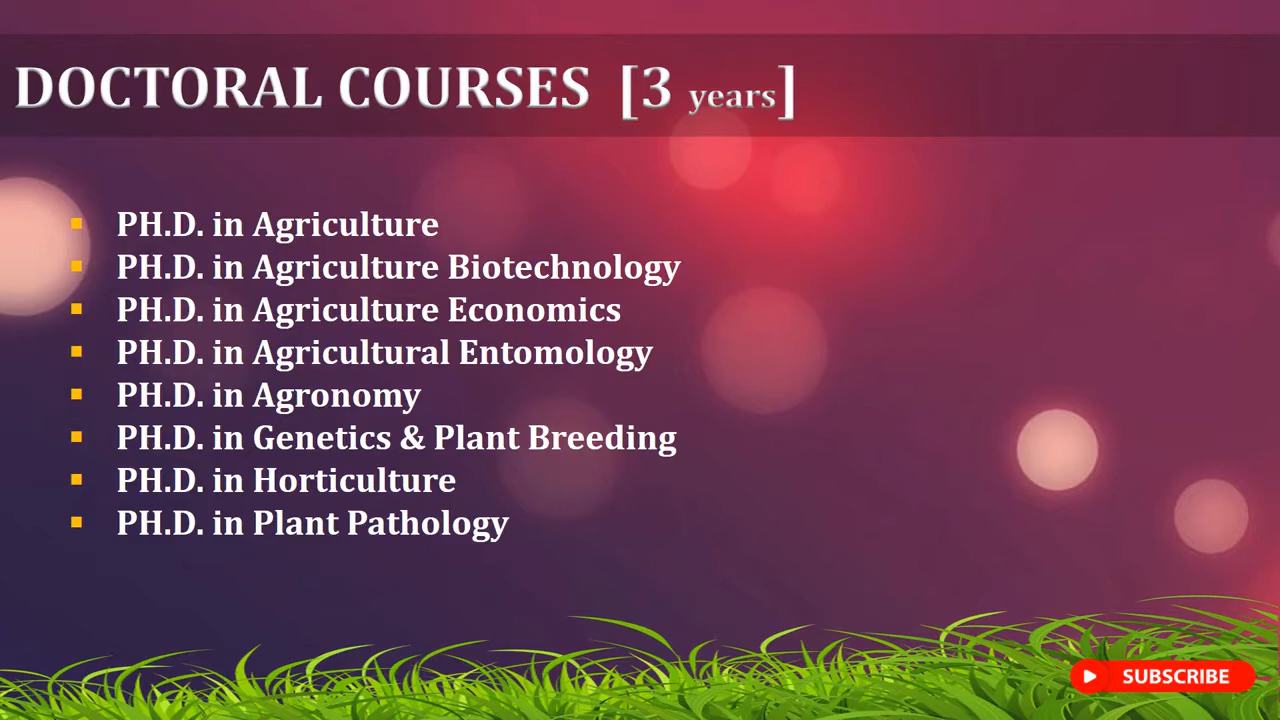 DOCTORAL COURSES [3 years]
PH.D. in Agriculture
PH.D. in Agriculture Biotechnology
PH.D. in Agriculture Economics
PH.D. in Agricultural Entomology
PH.D. in Agronomy
PH.D. in Genetics & Plant Breeding
PH.D. in Horticulture
PH.D. in Plant Pathology
SUBSCRIBE